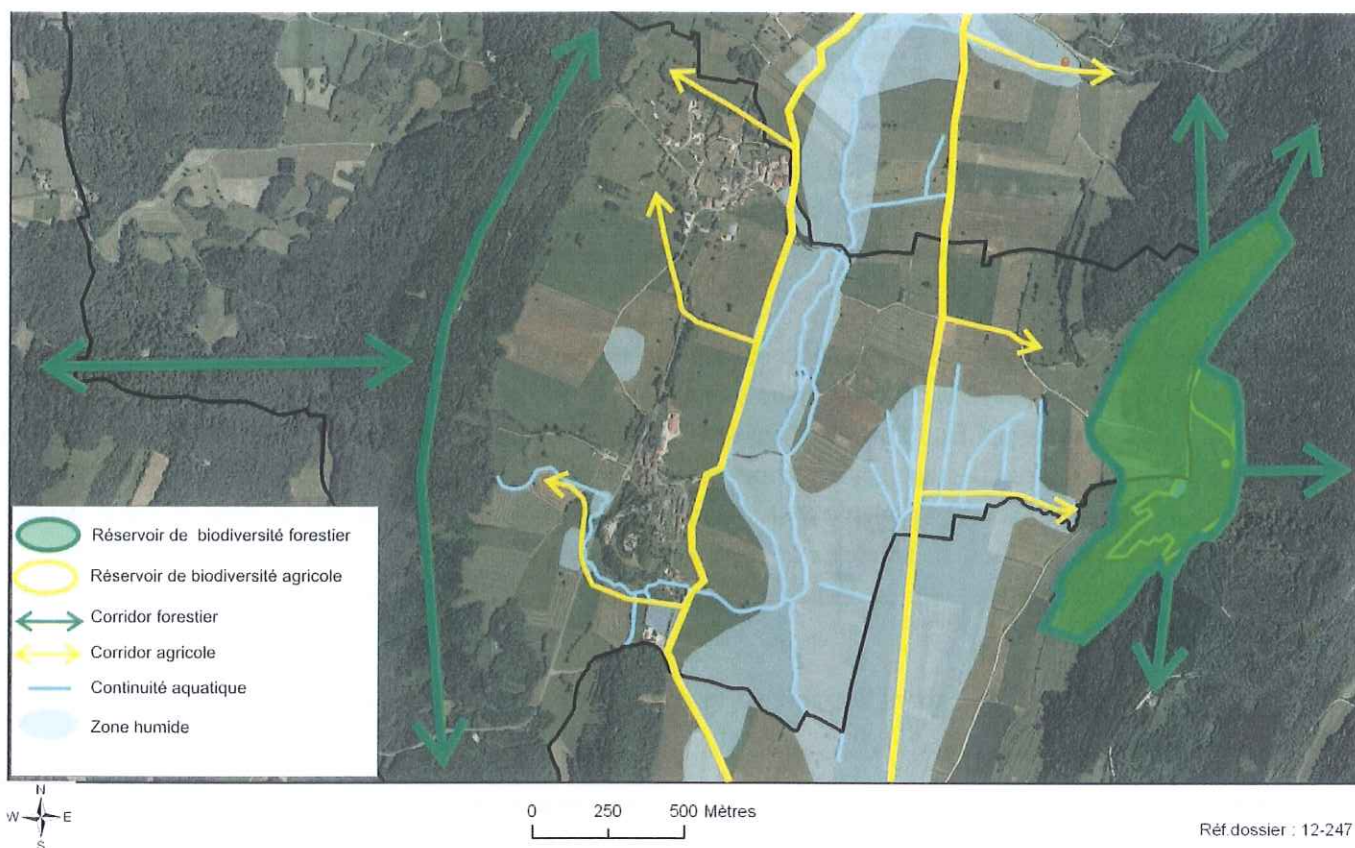 Réservoir de biodiversité forestier
Réservoir de biodiversité agricole
Corridor forestier
Corridor agricole
Continuité aquatique
Zone humide
N
W E
S
0 250 500 Mètres
Réf.dossier : 12-247